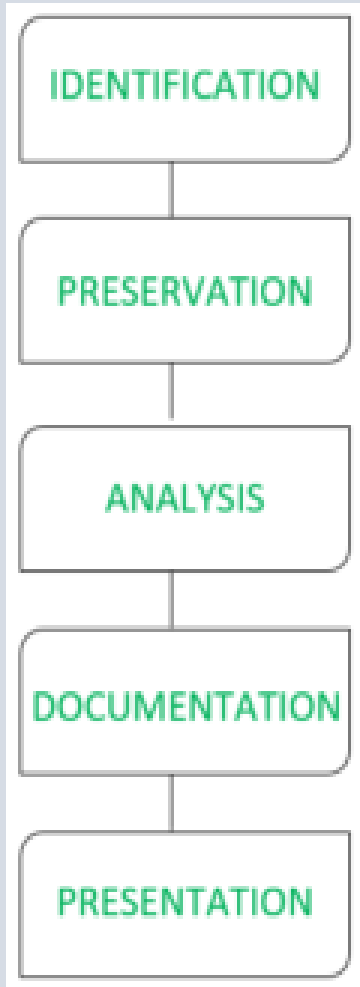 IDENTIFICATION
PRESERVATION
ANALYSIS
DOCUMENTATION
PRESENTATION